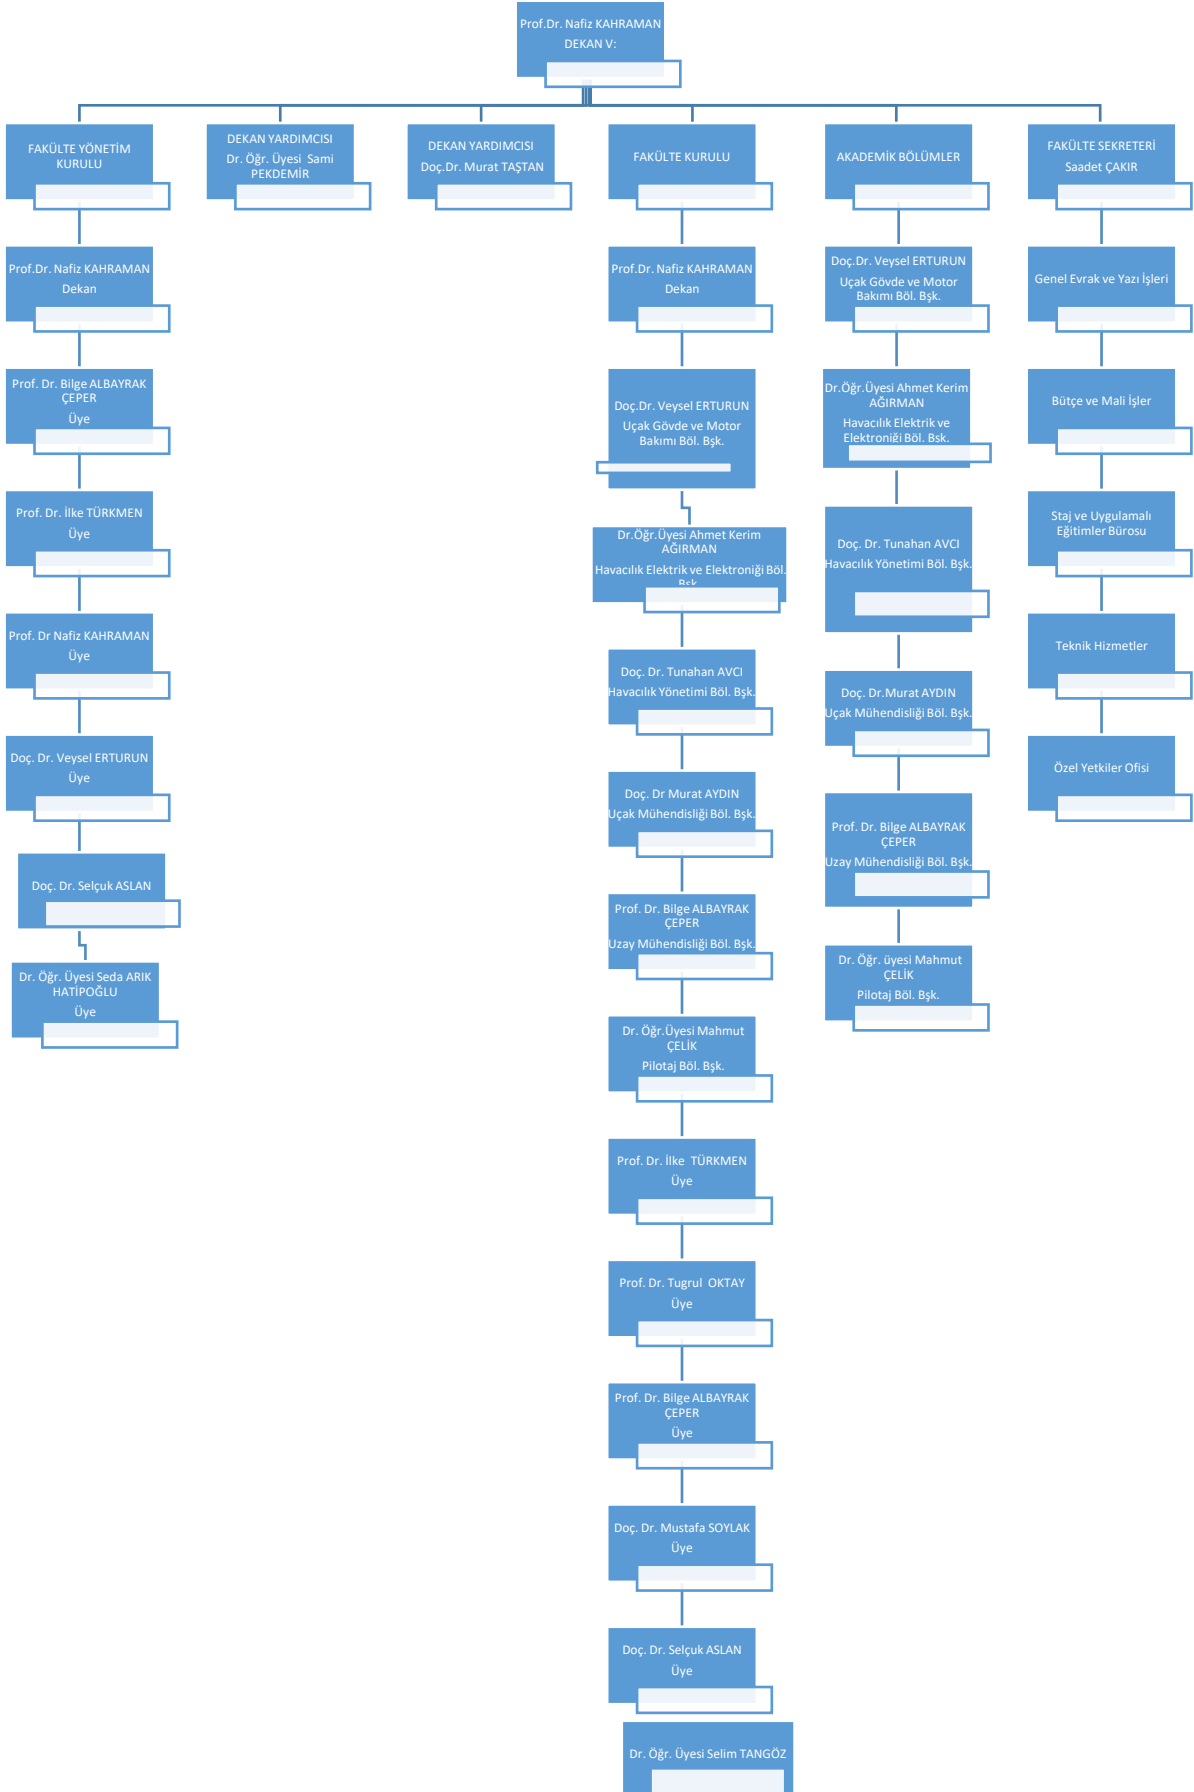 Prof.Dr. Nafiz KAHRAMAN
DEKAN V:
FAKÜLTE YÖNETİM
KURULU
Prof.Dr. Nafiz KAHRAMAN
Dekan
Prof. Dr. Bilge ALBAYRAK
ÇEPER
Üye
Prof. Dr. İlke TÜRKMEN
Üye
Prof. Dr Nafiz KAHRAMAN
Üye
Doç. Dr. Veysel ERTURUN
Üye
Doç. Dr. Selçuk ASLAN
Dr. Öğr. Üyesi Seda ARIK
HATİPOĞLU
Üye
DEKAN YARDIMCISI
Dr. Öğr. Üyesi  Sami
PEKDEMİR
DEKAN YARDIMCISI
Doç.Dr. Murat TAŞTAN
FAKÜLTE KURULU
Prof.Dr. Nafiz KAHRAMAN
Dekan
Doç.Dr. Veysel ERTURUN
Uçak Gövde ve Motor
Bakımı Böl. Bşk.
Dr.Öğr.Üyesi Ahmet Kerim
AĞIRMAN
Havacılık Elektrik ve Elektroniği Böl.
Bsk.
Doç. Dr. Tunahan AVCI
Havacılık Yönetimi Böl. Bşk.
Doç. Dr Murat AYDIN
Uçak Mühendisliği Böl. Bşk.
Prof. Dr. Bilge ALBAYRAK
ÇEPER
Uzay Mühendisliği Böl. Bşk.
Dr. Öğr.Üyesi Mahmut
ÇELİK
Pilotaj Böl. Bşk.
Prof. Dr. İlke  TÜRKMEN
Üye
Prof. Dr. Tugrul  OKTAY
Üye
Prof. Dr. Bilge ALBAYRAK
ÇEPER
Üye
Doç. Dr. Mustafa SOYLAK
Üye
Doç. Dr. Selçuk ASLAN
Üye
Dr. Öğr. Üyesi Selim TANGÖZ
AKADEMİK BÖLÜMLER
Doç.Dr. Veysel ERTURUN
Uçak Gövde ve Motor
Bakımı Böl. Bşk.
Dr.Öğr.Üyesi Ahmet Kerim
AĞIRMAN
Havacılık Elektrik ve
Elektroniği Böl. Bsk.
Doç. Dr. Tunahan AVCI
Havacılık Yönetimi Böl. Bşk.
Doç. Dr.Murat AYDIN
Uçak Mühendisliği Böl. Bşk.
Prof. Dr. Bilge ALBAYRAK
ÇEPER
Uzay Mühendisliği Böl. Bşk.
Dr. Öğr. üyesi Mahmut
ÇELİK
Pilotaj Böl. Bşk.
FAKÜLTE SEKRETERİ
Saadet ÇAKIR
Genel Evrak ve Yazı İşleri
Bütçe ve Mali İşler
Staj ve Uygulamalı
Eğitimler Bürosu
Teknik Hizmetler
Özel Yetkiler Ofisi